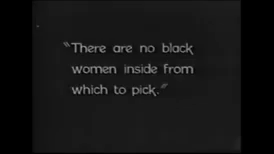 "There are no black
women inside from
which to pick."